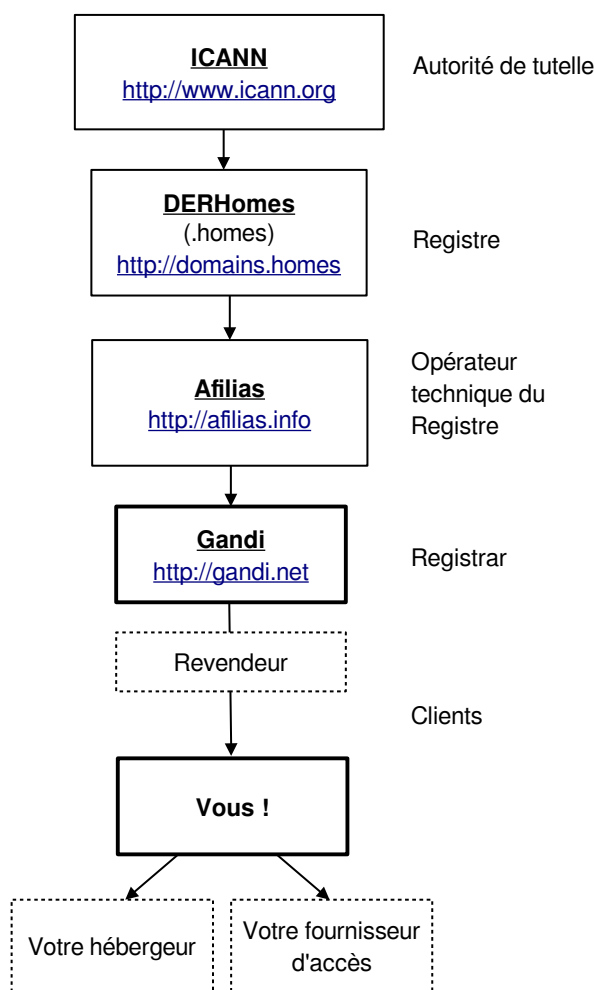 ICANN
http://www.icann.org
Autorité de tutelle
DERHomes
(.homes)
http://domains.homes
Registre
Afilias
http://afilias.info
Opérateur
technique du
Registre
Gandi
http://gandi.net
Registrar
Revendeur
Clients
Vous !
Votre hébergeur
Votre fournisseur
d'accès